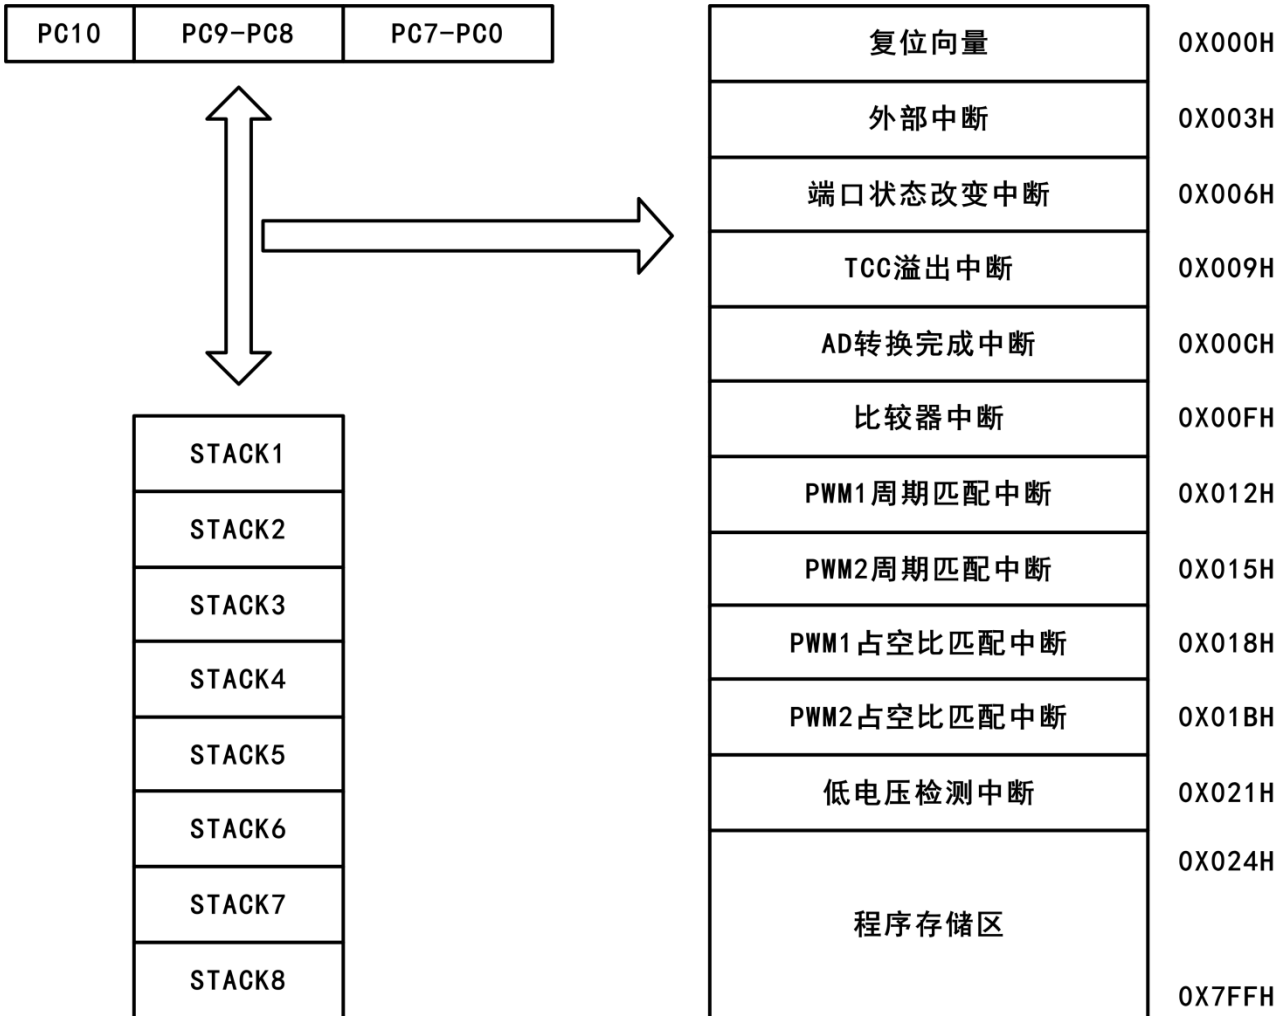 PC10 PC9-PC8 PC7-PC0
复位向量 0X000H
外部中断 0X003H
端口状态改变中断 0X006H
TCC溢出中断 0X009H
AD转换完成中断 0X00CH
比较器中断 0X00FH
PWM1周期匹配中断 0X012H
PWM2周期匹配中断 0X015H
PWM1占空比匹配中断 0X018H
PWM2占空比匹配中断 0X01BH
低电压检测中断 0X021H
0X024H
程序存储区
0X7FFH
STACK1
STACK2
STACK3
STACK4
STACK5
STACK6
STACK7
STACK8